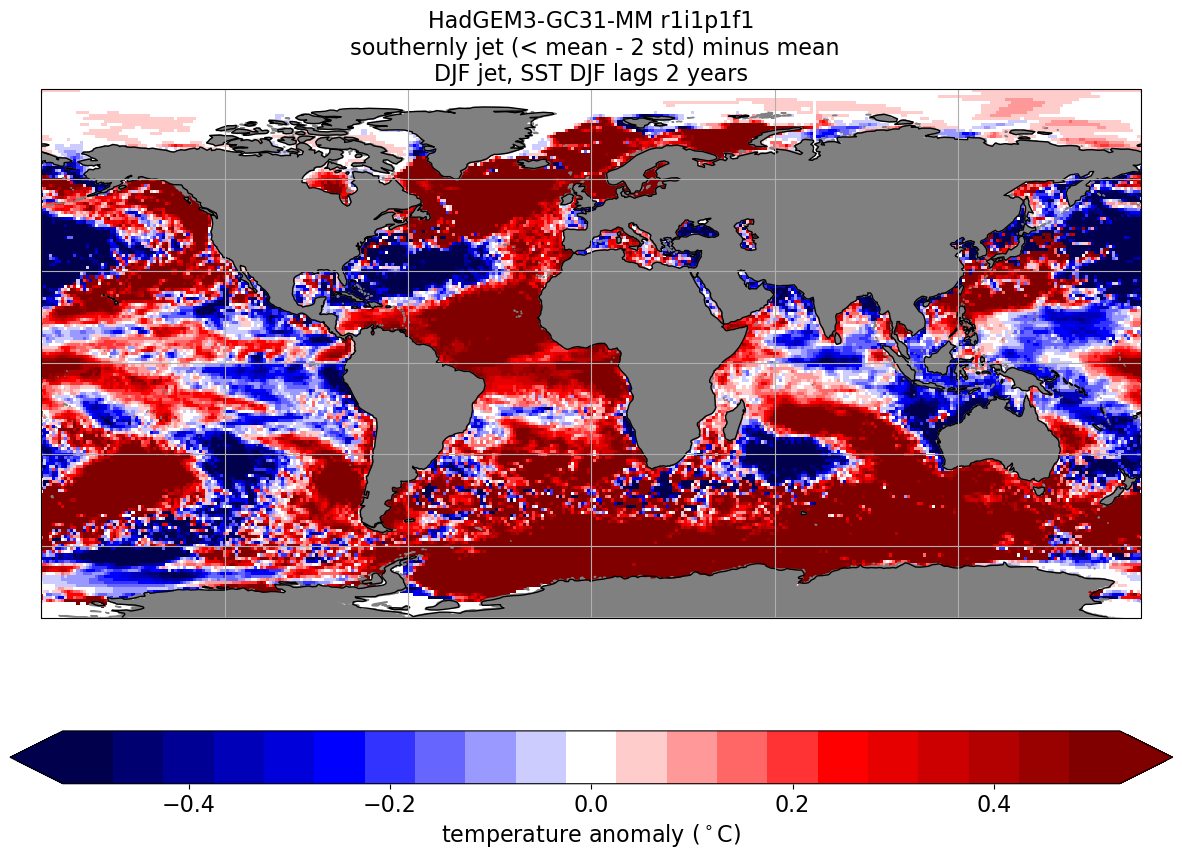 HadGEM3-GC31-MM r1i1p1f1
southernly jet (< mean - 2 std) minus mean
DJF jet, SST DJF lags 2 years
−0.4 −0.2 0.0 0.2 0.4
temperature anomaly (°C)